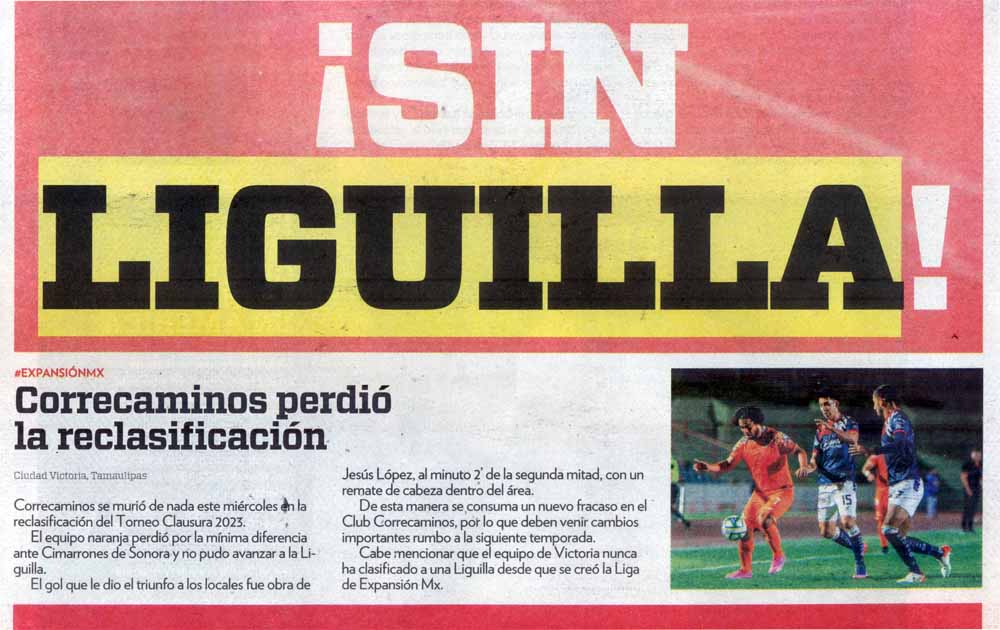 ¡SIN
LIGUILLA!
#EXPANSIÓNMX
Correcaminos perdió
la reclasificación
Ciudad Victoria, Tamaulipas
Correcaminos se murió de nada este miércoles en la
reclasificación del Torneo Clausura 2023.
El equipo naranja perdió por la mínima diferencia
ante Cimarrones de Sonora y no pudo avanzar a la Li-
guilla.
El gol que le dio el triunfo a los locales fue obra de
Jesús López, al minuto 2' de la segunda mitad, con un
remate de cabeza dentro del área.
De esta manera se consuma un nuevo fracaso en el
Club Correcaminos, por lo que deben venir cambios
importantes rumbo a la siguiente temporada.
Cabe mencionar que el equipo de Victoria nunca
ha clasificado a una Liguilla desde que se creó la Liga
de Expansión Mx.
15